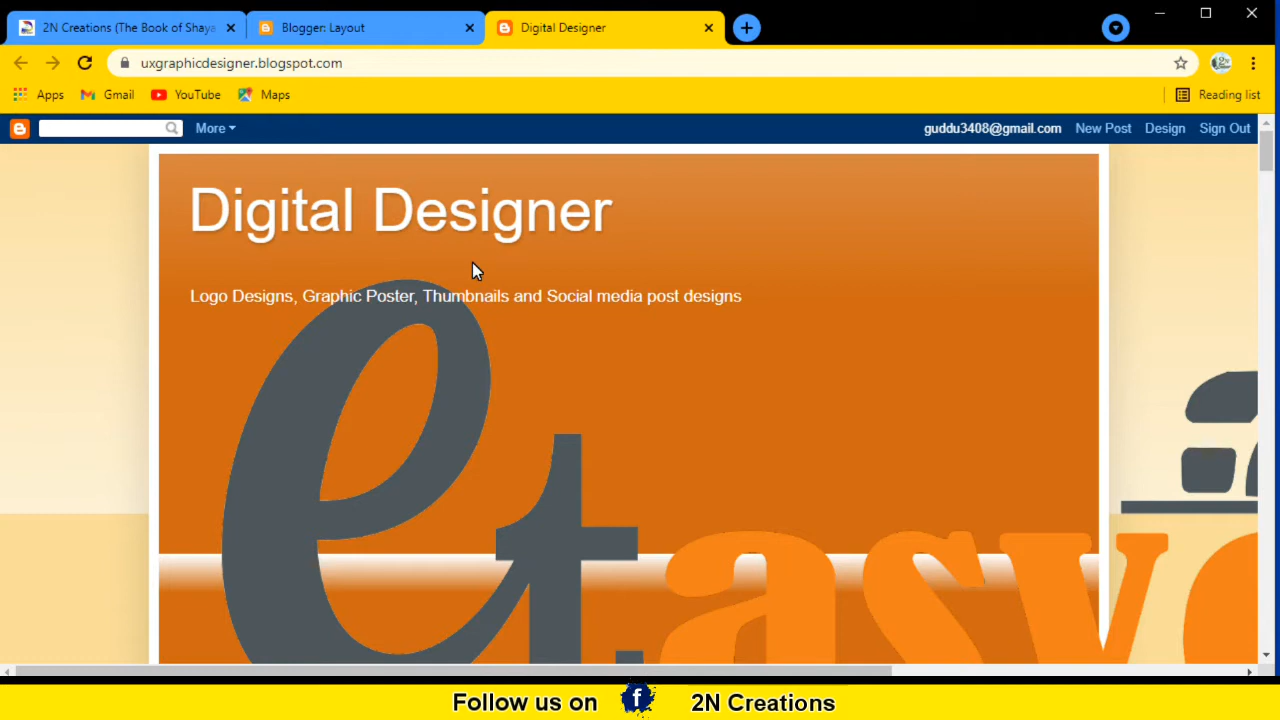 2N Creations (The Book of Shaya
Blogger: Layout
Digital Designer
uxgraphicdesigner.blogspot.com
Apps
Gmail
YouTube
Maps
Reading list
More
guddu3408@gmail.com
New Post
Design
Sign Out
Digital Designer
Logo Designs, Graphic Poster, Thumbnails and Social media post designs
et
asv
Follow us on
f
2N Creations